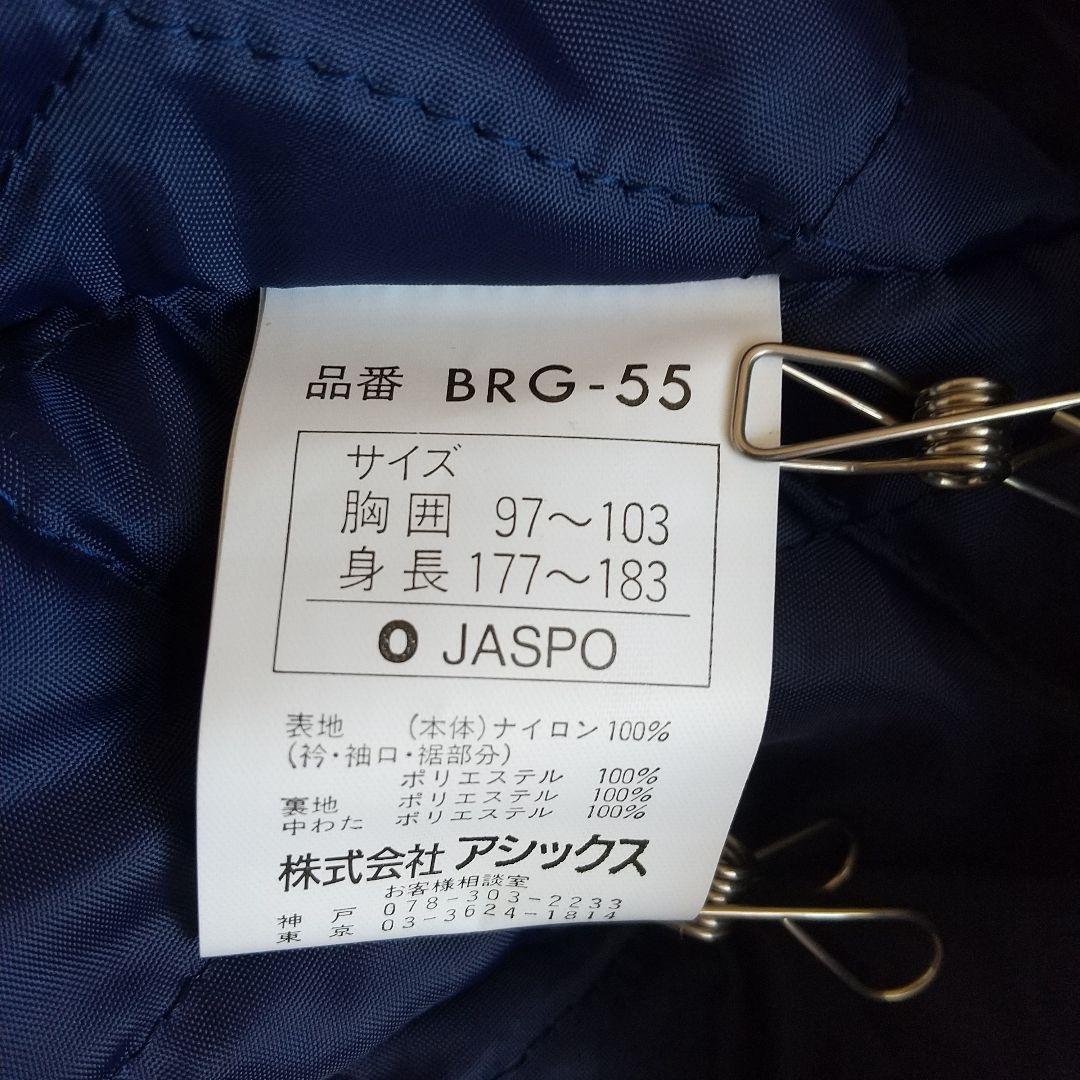 品番 BRG-55
サイズ
胸囲 97〜103
身長 177〜183
O JASPO
表地 (本体)ナイロン 100%
(衿・袖口・裾部分)
ポリエステル 100%
裏地 ポリエステル 100%
中わた ポリエステル 100%
株式会社 アシックス
お客様相談室
神戸 078-303-2233
東京 03-3624-1814